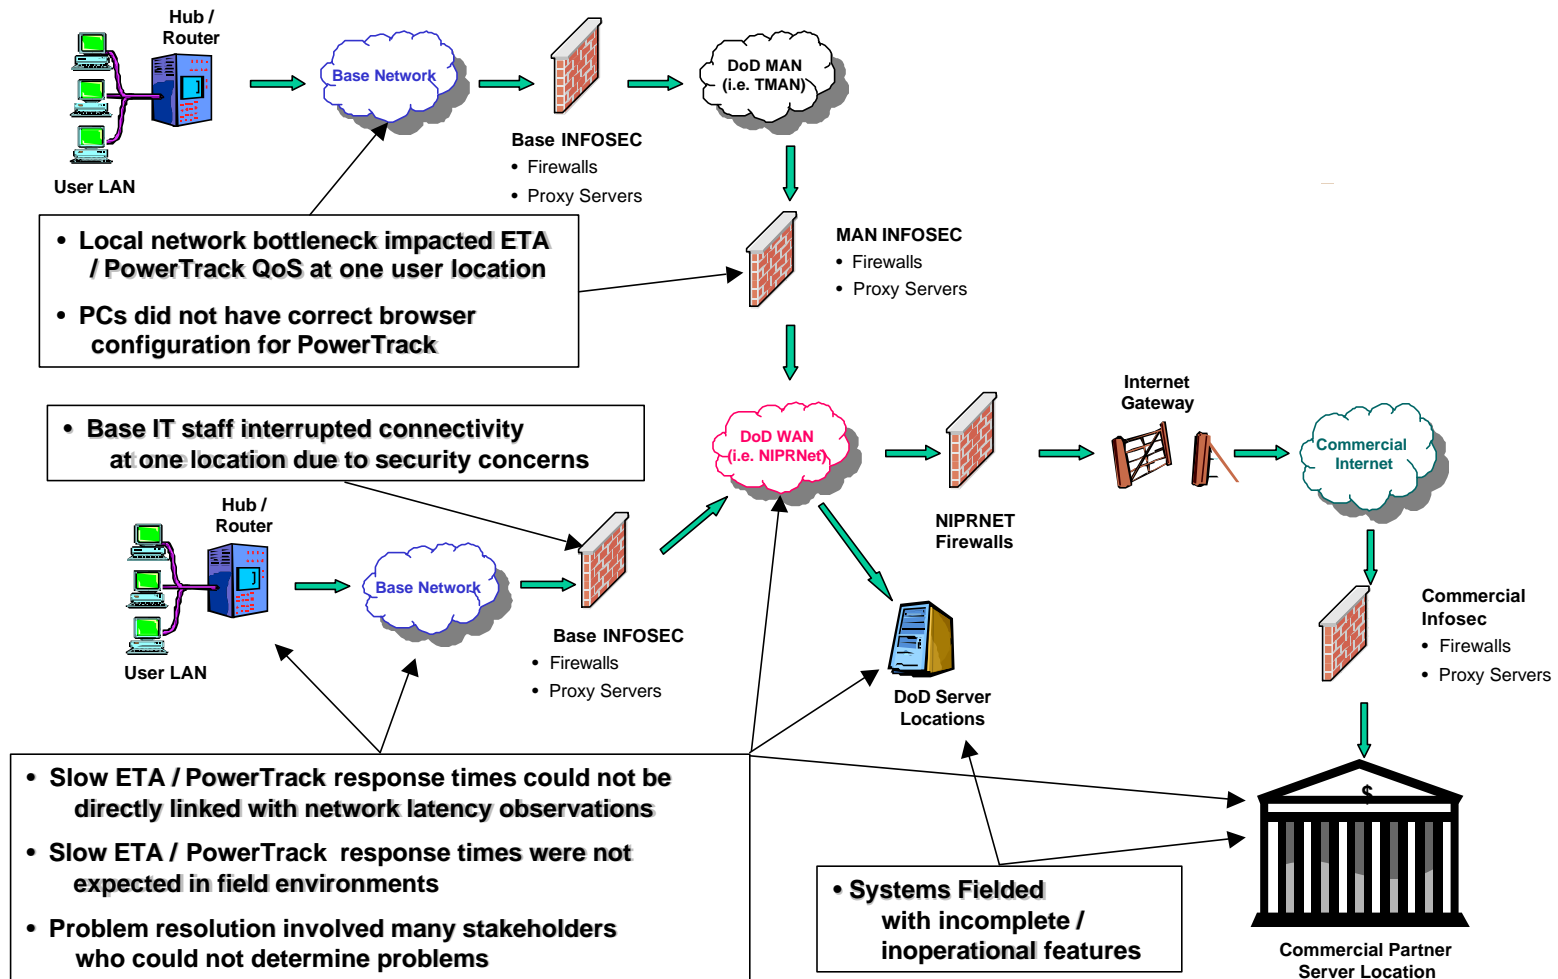 Hub /
Router
Base Network
DoD MAN
(i.e. TMAN)
Base INFOSEC
• Firewalls
• Proxy Servers
User LAN
• Local network bottleneck impacted ETA
/ PowerTrack QoS at one user location
• PCs did not have correct browser
configuration for PowerTrack
MAN INFOSEC
• Firewalls
• Proxy Servers
• Base IT staff interrupted connectivity
at one location due to security concerns
DoD WAN
(i.e. NIPRNet)
Internet
Gateway
Commercial
Internet
NIPRNET
Firewalls
Hub /
Router
Base Network
Base INFOSEC
• Firewalls
• Proxy Servers
User LAN
DoD Server
Locations
Commercial
Infosec
• Firewalls
• Proxy Servers
• Slow ETA / PowerTrack response times could not be
directly linked with network latency observations
• Slow ETA / PowerTrack response times were not
expected in field environments
• Problem resolution involved many stakeholders
who could not determine problems
• Systems Fielded
with incomplete /
inoperational features
$
Commercial Partner
Server Location